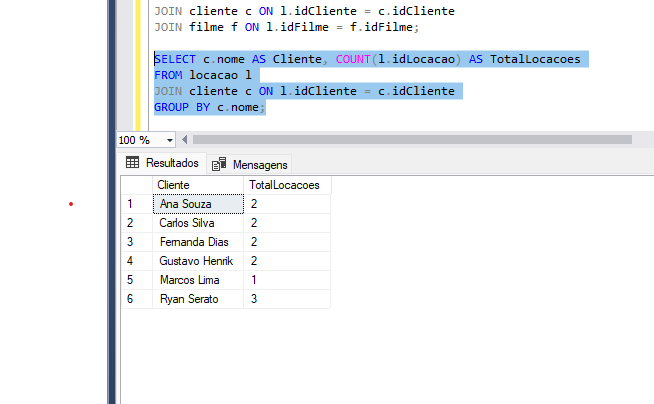 JOIN cliente c ON l.idCliente = c.idCliente
JOIN filme f ON l.idFilme = f.idFilme;
SELECT c.nome AS Cliente, COUNT(l.idLocacao) AS TotalLocacoes
FROM locacao l
JOIN cliente c ON l.idCliente = c.idCliente
GROUP BY c.nome;
100 %
Resultados Mensagens
Cliente TotalLocacoes
1 Ana Souza 2
2 Carlos Silva 2
3 Fernanda Dias 2
4 Gustavo Henrik 2
5 Marcos Lima 1
6 Ryan Serato 3